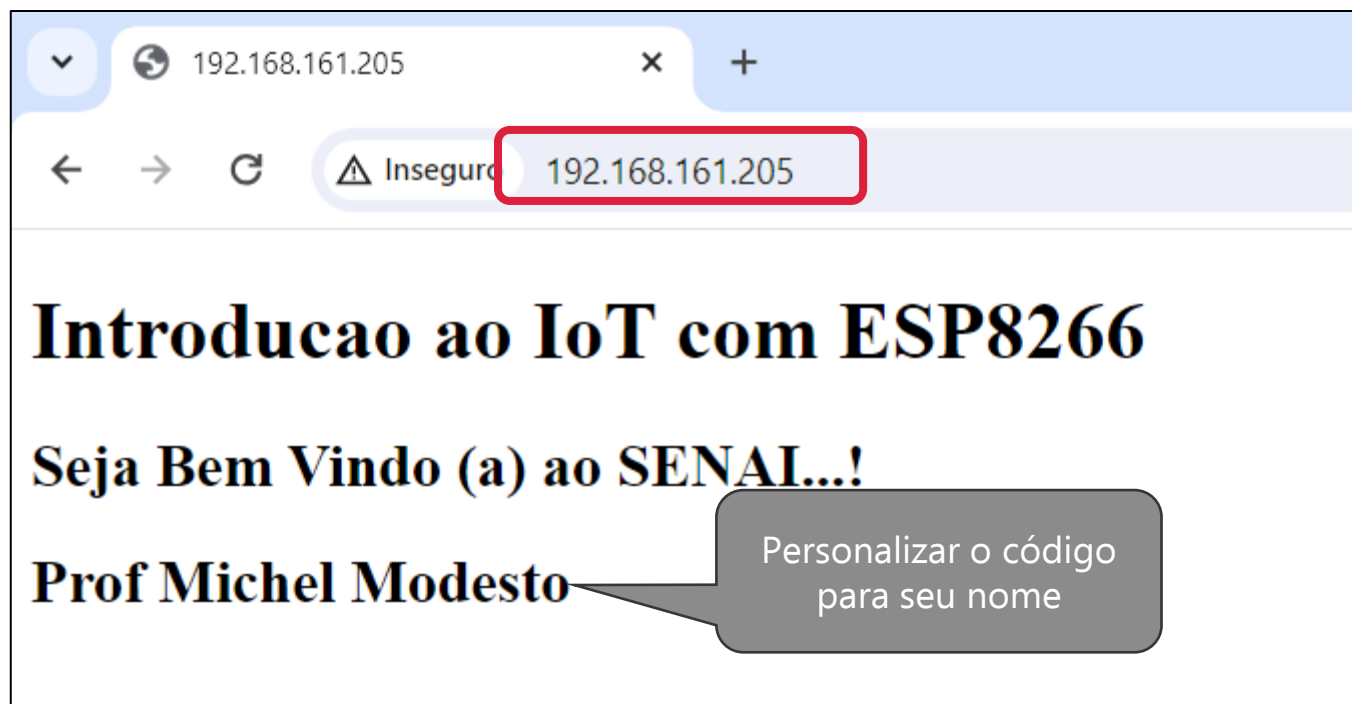 192.168.161.205
Inseguro 192.168.161.205
Introducao ao IoT com ESP8266
Seja Bem Vindo (a) ao SENAI...!
Personalizar o código
para seu nome
Prof Michel Modesto